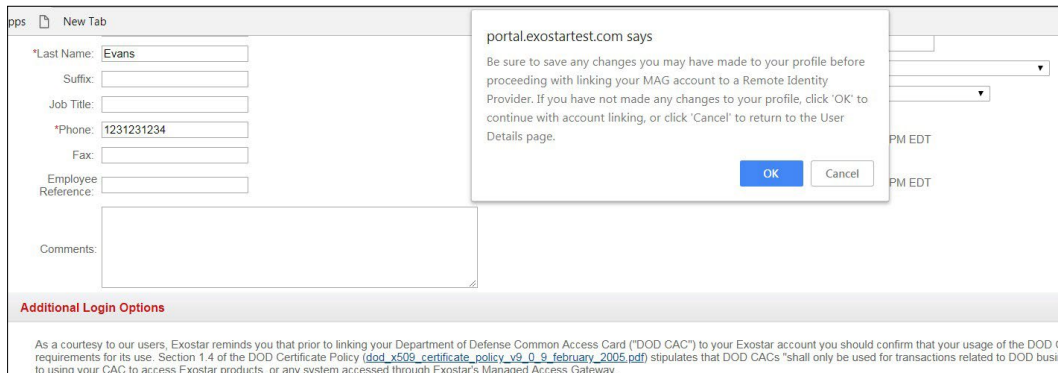 pps New Tab
*Last Name: Evans
Suffix:
Job Title:
*Phone: 1231231234
Fax:
Employee
Reference:
Comments:
portal.exostartest.com says
Be sure to save any changes you may have made to your profile before
proceeding with linking your MAG account to a Remote Identity
Provider. If you have not made any changes to your profile, click 'OK' to
continue with account linking, or click 'Cancel' to return to the User
Details page.
OK Cancel
PM EDT
PM EDT
Additional Login Options
As a courtesy to our users, Exostar reminds you that prior to linking your Department of Defense Common Access Card ("DOD CAC") to your Exostar account you should confirm that your usage of the DOD C
requirements for its use. Section 1.4 of the DOD Certificate Policy (dod_x509_certificate_policy_v9_0_9_february_2005.pdf) stipulates that DOD CACs "shall only be used for transactions related to DOD busi
to using your CAC to access Exostar products, or any system accessed through Exostar's Managed Access Gateway.